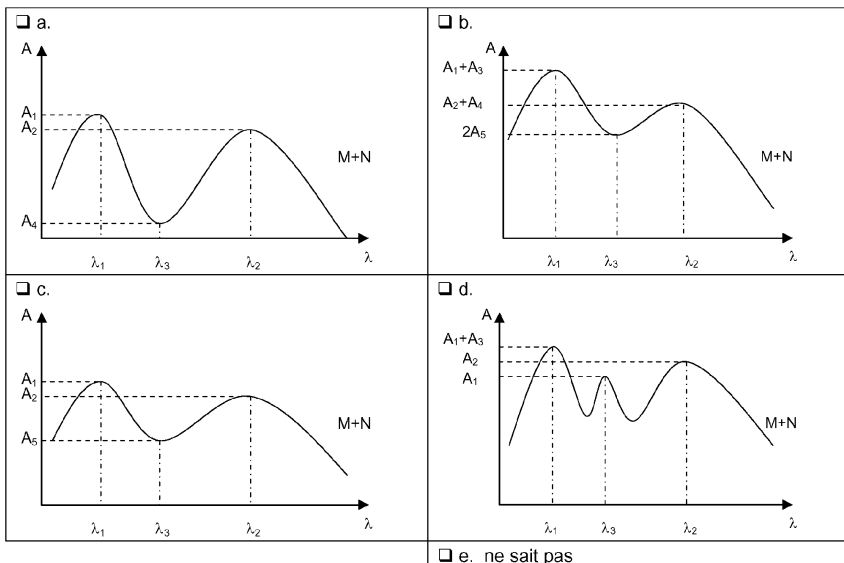 ❑ a.
A
A₁
A₂
A₄
M+N
λ₁
λ₃
λ₂
λ
❑ b.
A
A₁+A₃
A₂+A₄
2A₅
M+N
λ₁
λ₃
λ₂
λ
❑ c.
A
A₁
A₂
A₅
M+N
λ₁
λ₃
λ₂
λ
❑ d.
A
A₁+A₃
A₂
A₁
M+N
λ₁
λ₃
λ₂
λ
❑ e. ne sait pas